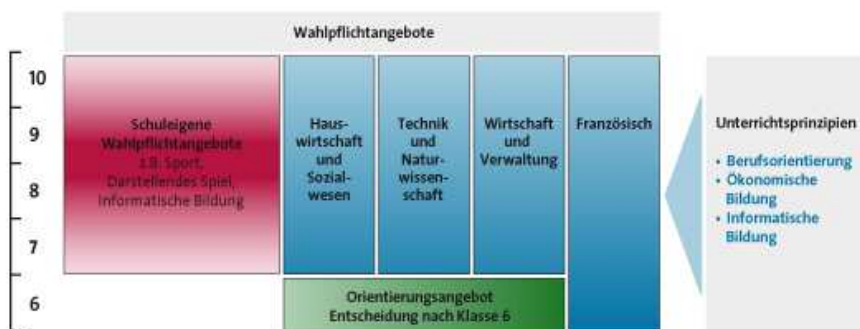 Wahlpflichtangebote
10
9
8
7
6
Schuleigene
Wahlpflichtangebote
z.B. Sport,
Darstellendes Spiel,
Informatische Bildung
Haus-
wirtschaft
und
Sozial-
wesen
Technik
und
Natur-
wissen-
schaft
Wirtschaft
und
Verwaltung
Französisch
Orientierungsangebot
Entscheidung nach Klasse 6
Unterrichtsprinzipien
• Berufsorientierung
• Ökonomische
Bildung
• Informatische
Bildung